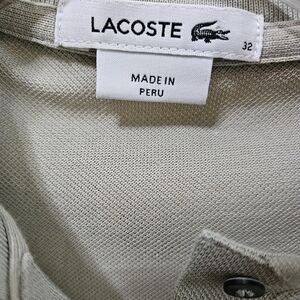 LACOSTE
32
MADE IN
PERU